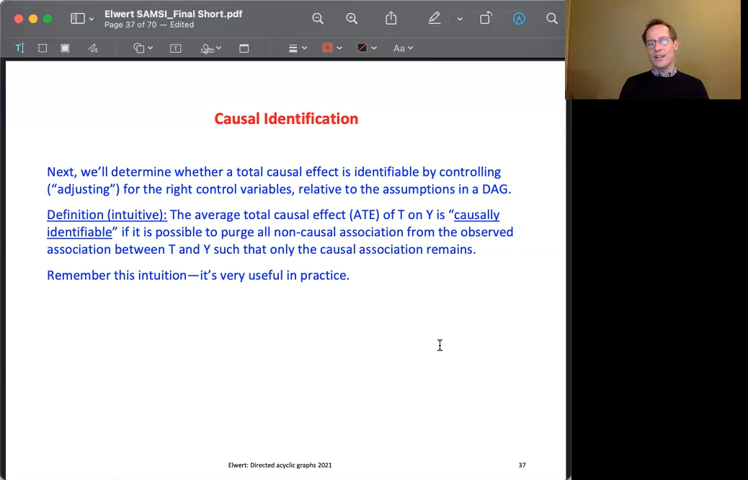 Elwert SAMSI_Final Short.pdf
Page 37 of 70 — Edited
Aa
Causal Identification
Next, we'll determine whether a total causal effect is identifiable by controlling
("adjusting") for the right control variables, relative to the assumptions in a DAG.
Definition (intuitive): The average total causal effect (ATE) of T on Y is "causally
identifiable" if it is possible to purge all non-causal association from the observed
association between T and Y such that only the causal association remains.
Remember this intuition—it's very useful in practice.
Elwert: Directed acyclic graphs 2021
37